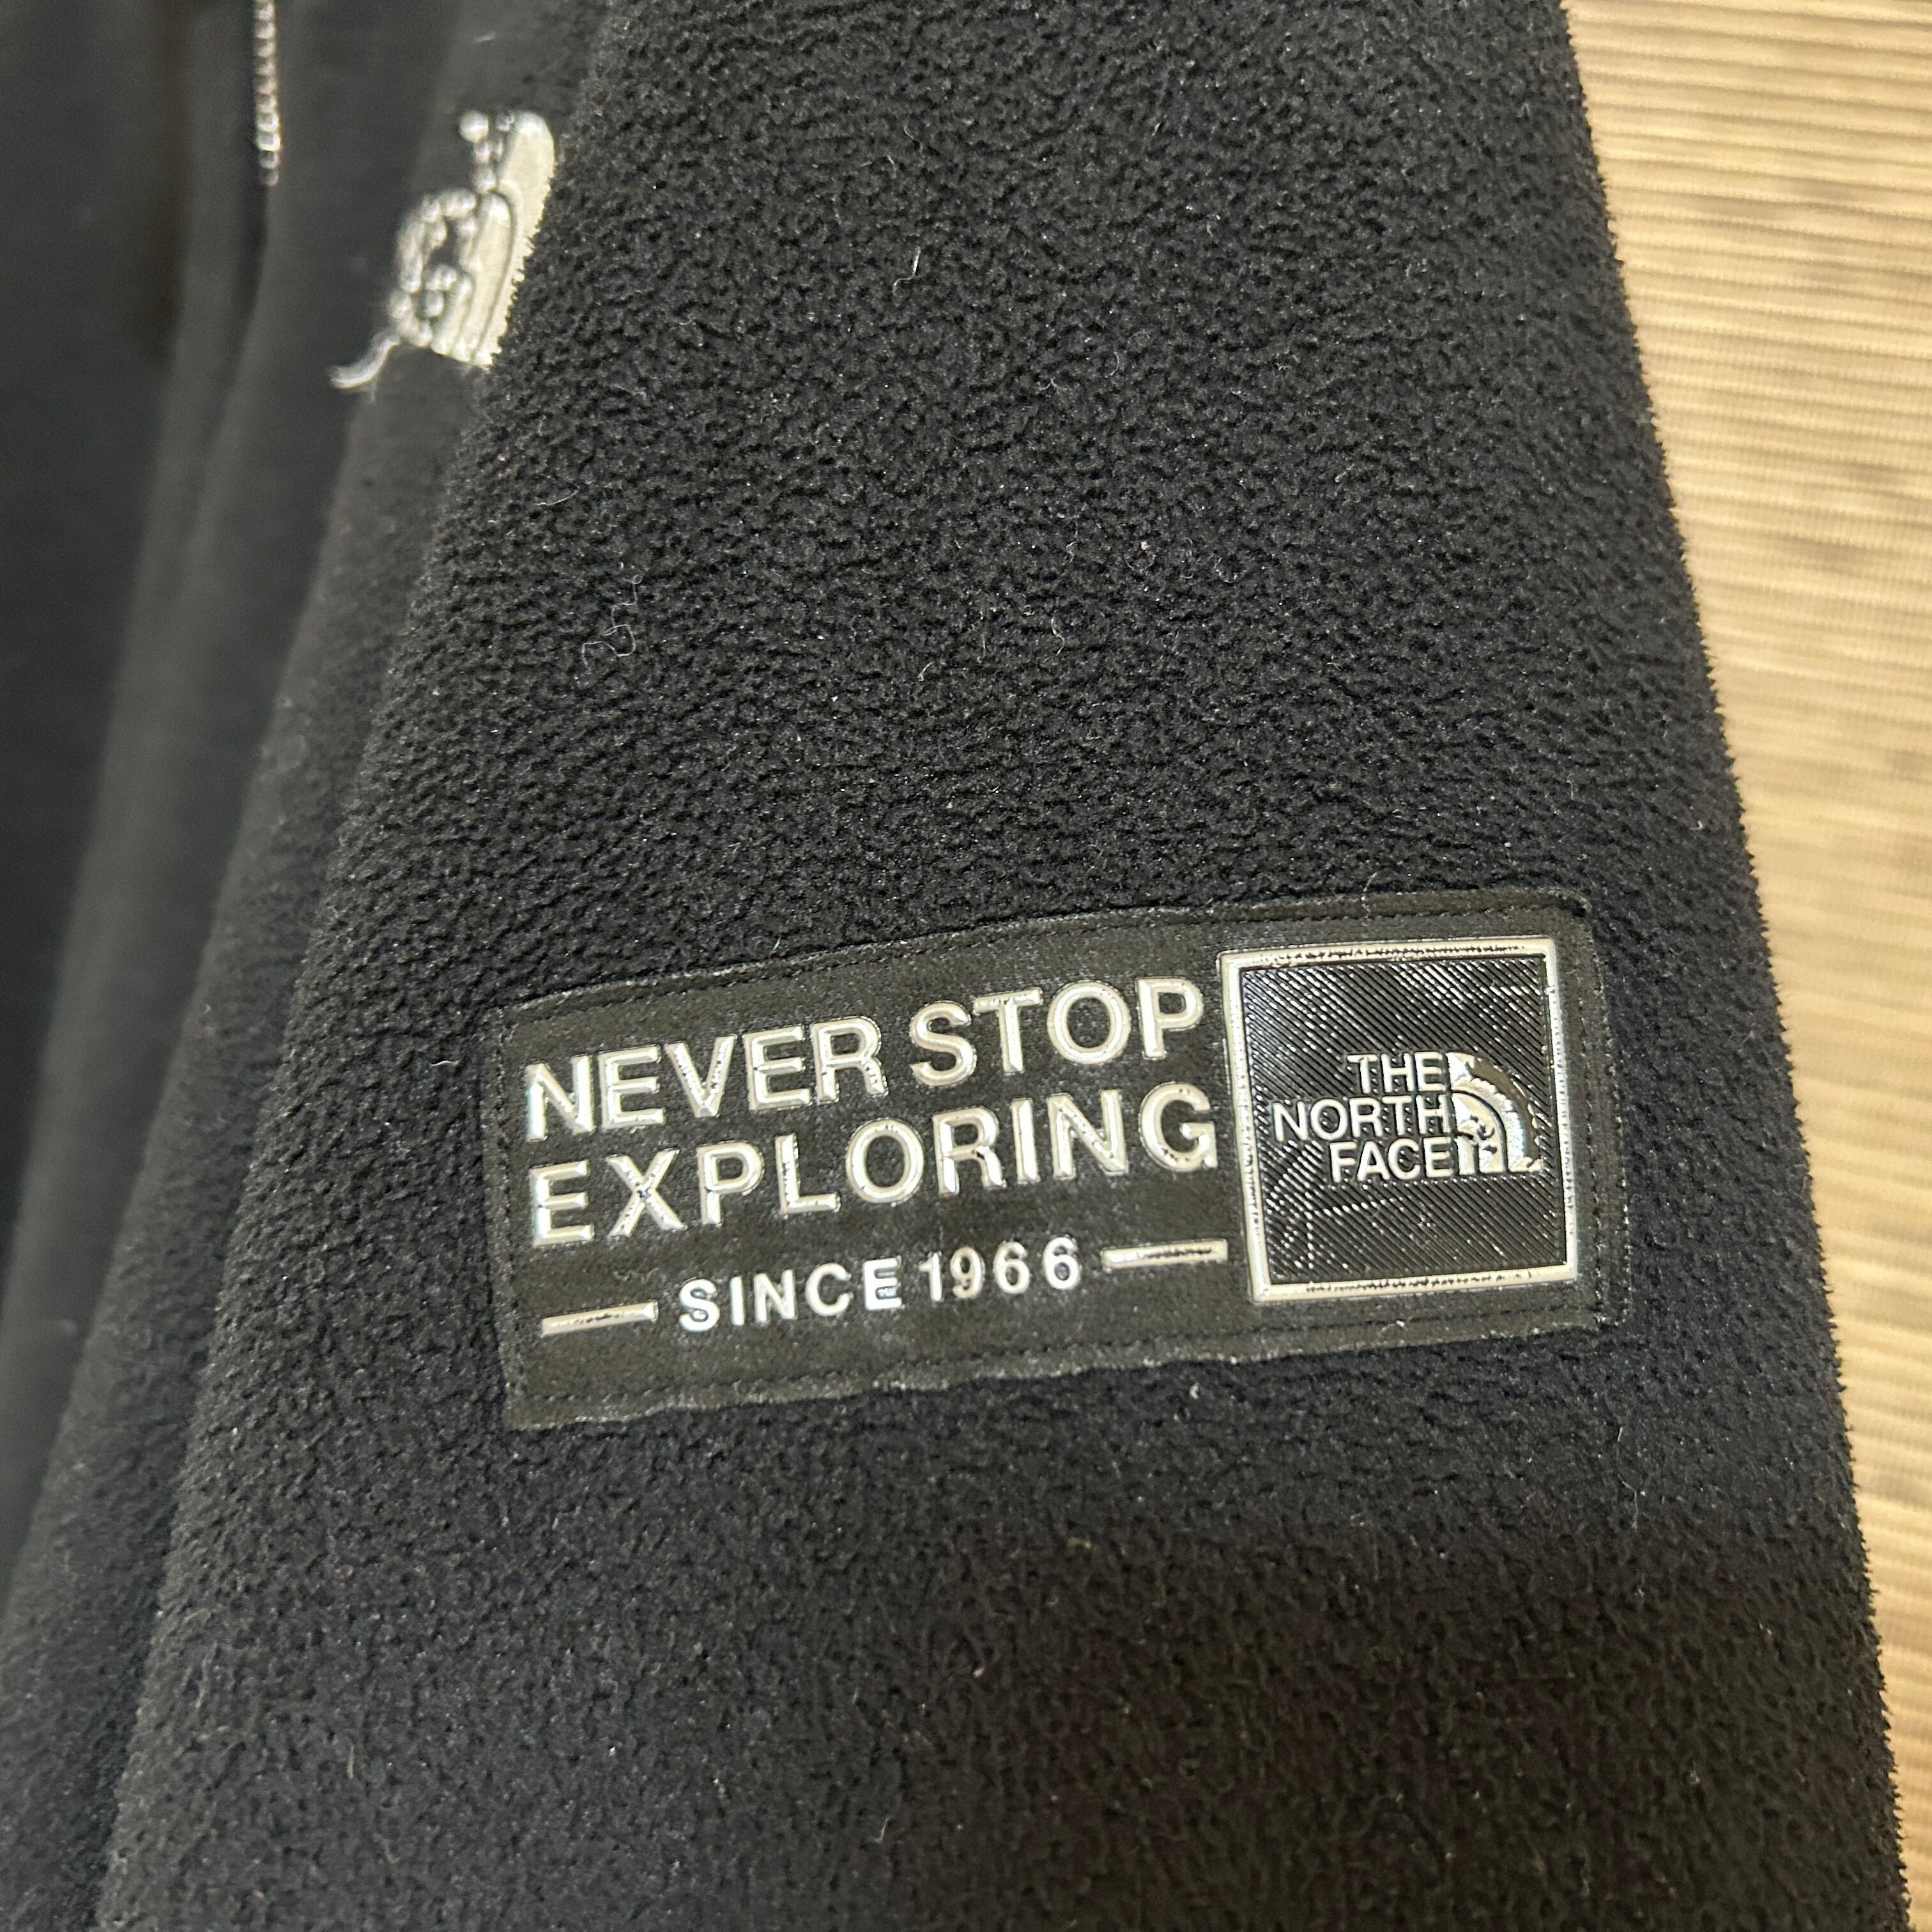 NEVER STOP
EXPLORING
SINCE 1966
THE
NORTH
FACE